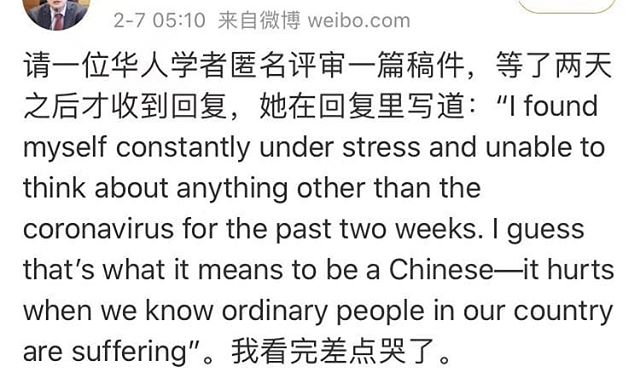 2-7 05:10 来自微博 weibo.com
请一位华人学者匿名评审一篇稿件，等了两天
之后才收到回复，她在回复里写道：“I found
myself constantly under stress and unable to
think about anything other than the
coronavirus for the past two weeks. I guess
that’s what it means to be a Chinese—it hurts
when we know ordinary people in our country
are suffering”。我看完差点哭了。